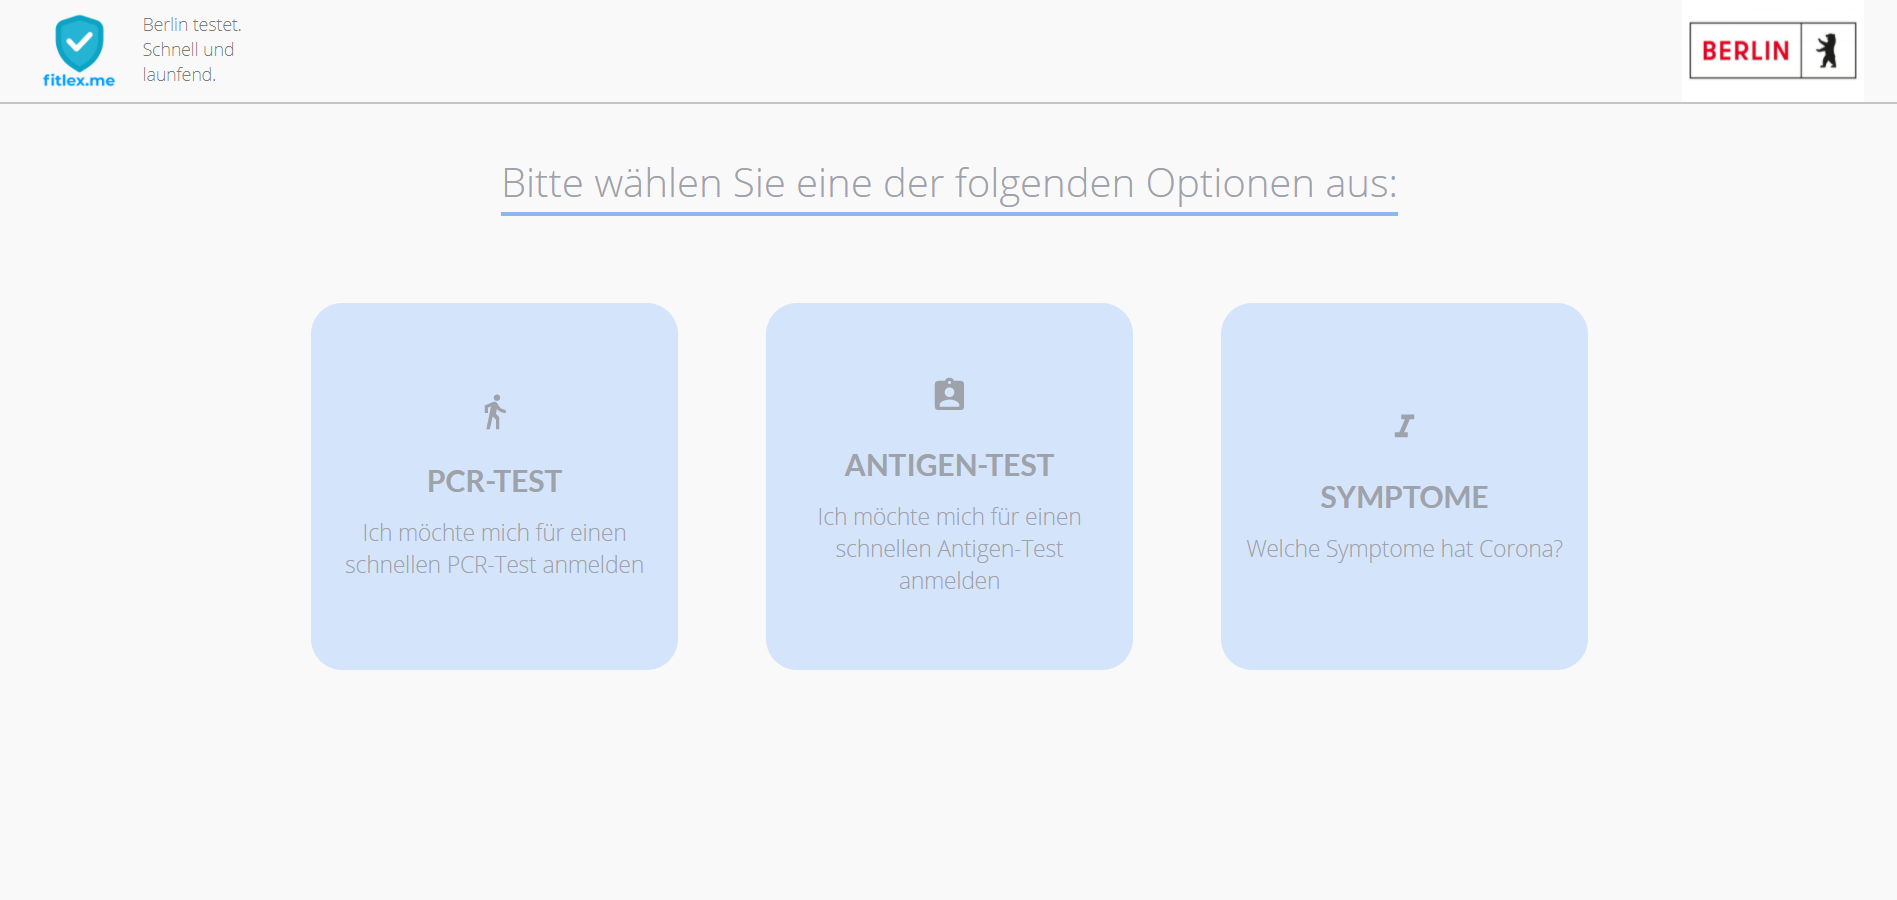 fitlex.me
Berlin testet.
Schnell und
launfend.
BERLIN
Bitte wählen Sie eine der folgenden Optionen aus:
PCR-TEST
Ich möchte mich für einen
schnellen PCR-Test anmelden
ANTIGEN-TEST
Ich möchte mich für einen
schnellen Antigen-Test
anmelden
SYMPTOME
Welche Symptome hat Corona?